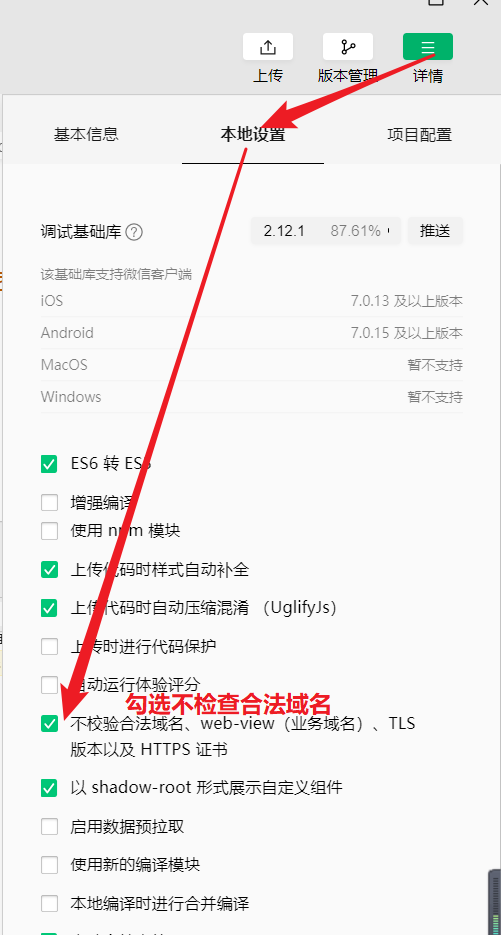 上传
版本管理
详情
基本信息
本地设置
项目配置
调试基础库
2.12.1 87.61%
推送
该基础库支持微信客户端
iOS 7.0.13 及以上版本
Android 7.0.15 及以上版本
MacOS 暂不支持
Windows 暂不支持
ES6 转 ES5
增强编译
使用 npm 模块
上传代码时样式自动补全
上传代码时自动压缩混淆 （UglifyJs）
上传时进行代码保护
自动运行体验评分
勾选不检查合法域名
不校验合法域名、web-view（业务域名）、TLS
版本以及 HTTPS 证书
以 shadow-root 形式展示自定义组件
启用数据预拉取
使用新的编译模块
本地编译时进行合并编译